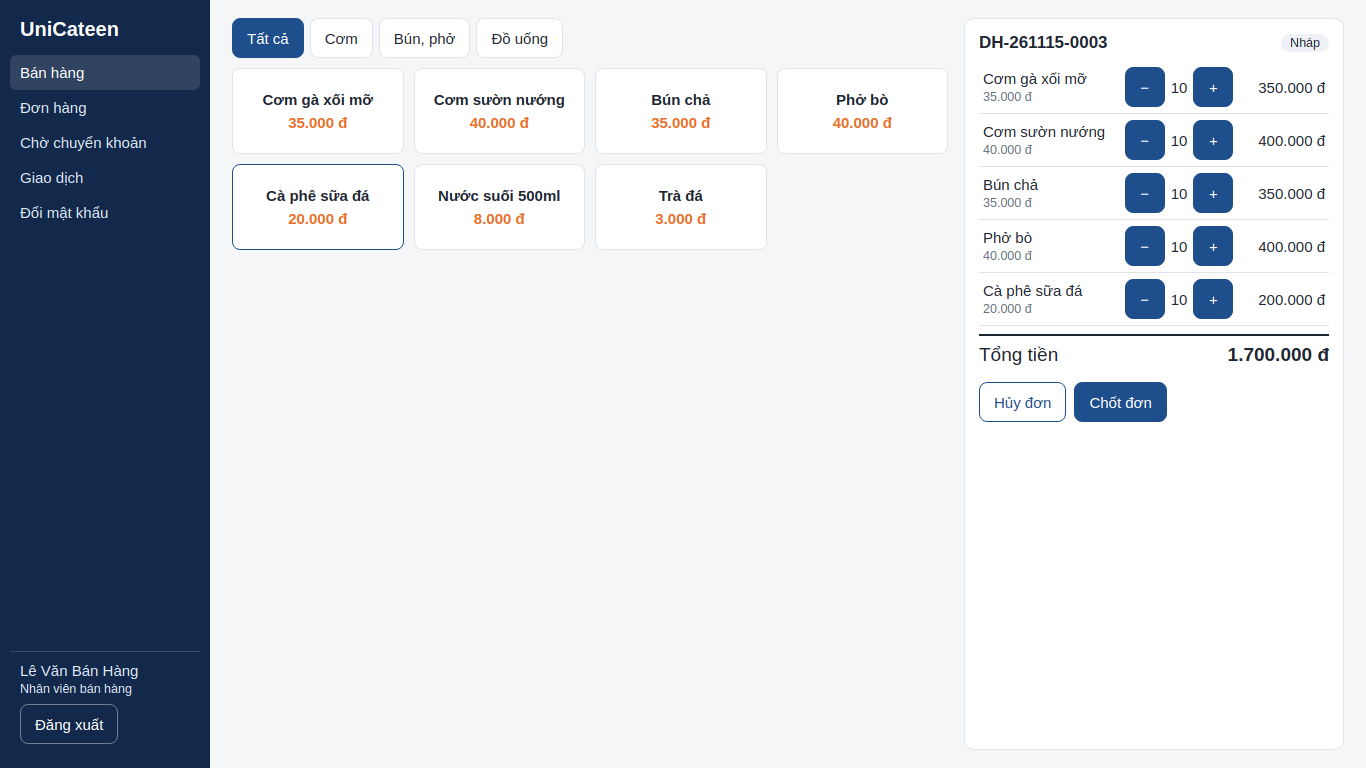 UniCateen
Bán hàng
Đơn hàng
Chờ chuyển khoản
Giao dịch
Đổi mật khẩu
Lê Văn Bán Hàng
Nhân viên bán hàng
Đăng xuất
Tất cả
Cơm
Bún, phở
Đồ uống
Cơm gà xối mỡ
35.000 đ
Cơm sườn nướng
40.000 đ
Bún chả
35.000 đ
Phở bò
40.000 đ
Cà phê sữa đá
20.000 đ
Nước suối 500ml
8.000 đ
Trà đá
3.000 đ
DH-261115-0003 Nháp
Cơm gà xối mỡ
35.000 đ
− 10 + 350.000 đ
Cơm sườn nướng
40.000 đ
− 10 + 400.000 đ
Bún chả
35.000 đ
− 10 + 350.000 đ
Phở bò
40.000 đ
− 10 + 400.000 đ
Cà phê sữa đá
20.000 đ
− 10 + 200.000 đ
Tổng tiền 1.700.000 đ
Hủy đơn
Chốt đơn